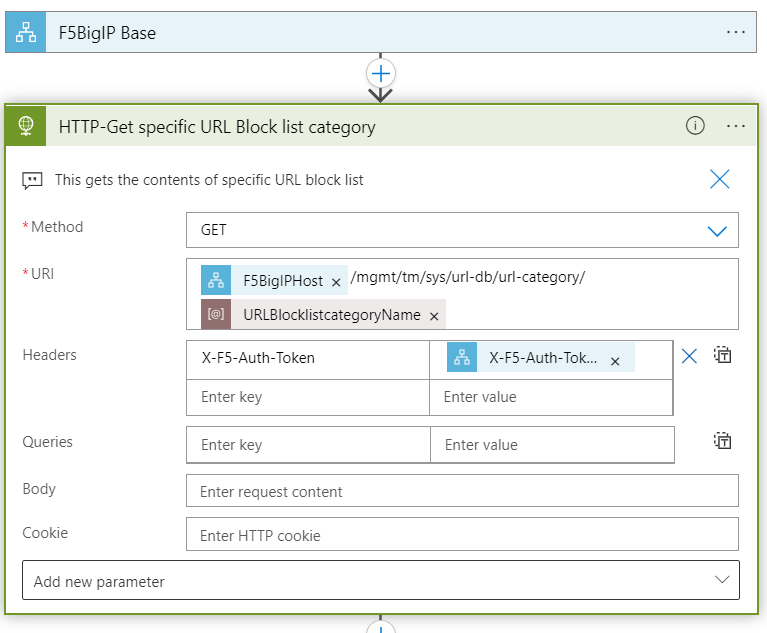 F5BigIP Base
HTTP-Get specific URL Block list category
This gets the contents of specific URL block list
* Method
GET
* URI
F5BigIPHost × /mgmt/tm/sys/url-db/url-category/
[@] URLBlocklistcategoryName ×
Headers
X-F5-Auth-Token
X-F5-Auth-Tok... ×
Enter key
Enter value
Queries
Enter key
Enter value
Body
Enter request content
Cookie
Enter HTTP cookie
Add new parameter